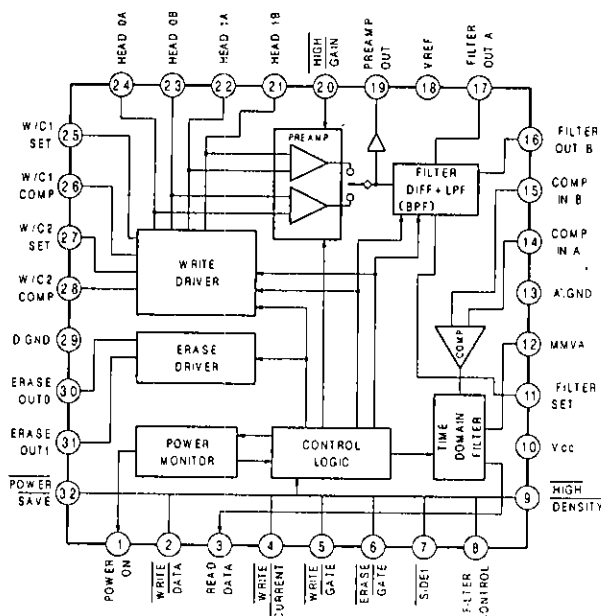 HEAD 0A
HEAD 0B
HEAD 1A
HEAD 1B
HIGH
GAIN
PREAMP
OUT
VREF
FILTER
OUT A
24
23
22
21
20
19
18
17
W/C1
SET
25
W/C1
COMP
26
W/C2
SET
27
W/C2
COMP
28
D.GND
29
ERASE
OUT0
30
ERASE
OUT1
31
POWER
SAVE
32
PREAMP
FILTER
DIFF + LPF
(BPF)
WRITE
DRIVER
ERASE
DRIVER
COMP
POWER
MONITOR
CONTROL
LOGIC
TIME
DOMAIN
FILTER
16
FILTER
OUT B
15
COMP
IN B
14
COMP
IN A
13
A.GND
12
MMVA
11
FILTER
SET
10
Vcc
9
HIGH
DENSITY
1
2
3
4
5
6
7
8
POWER
ON
WRITE
DATA
READ
DATA
WRITE
CURRENT
WRITE
GATE
ERASE
GATE
SIDE1
FILTER
CONTROL